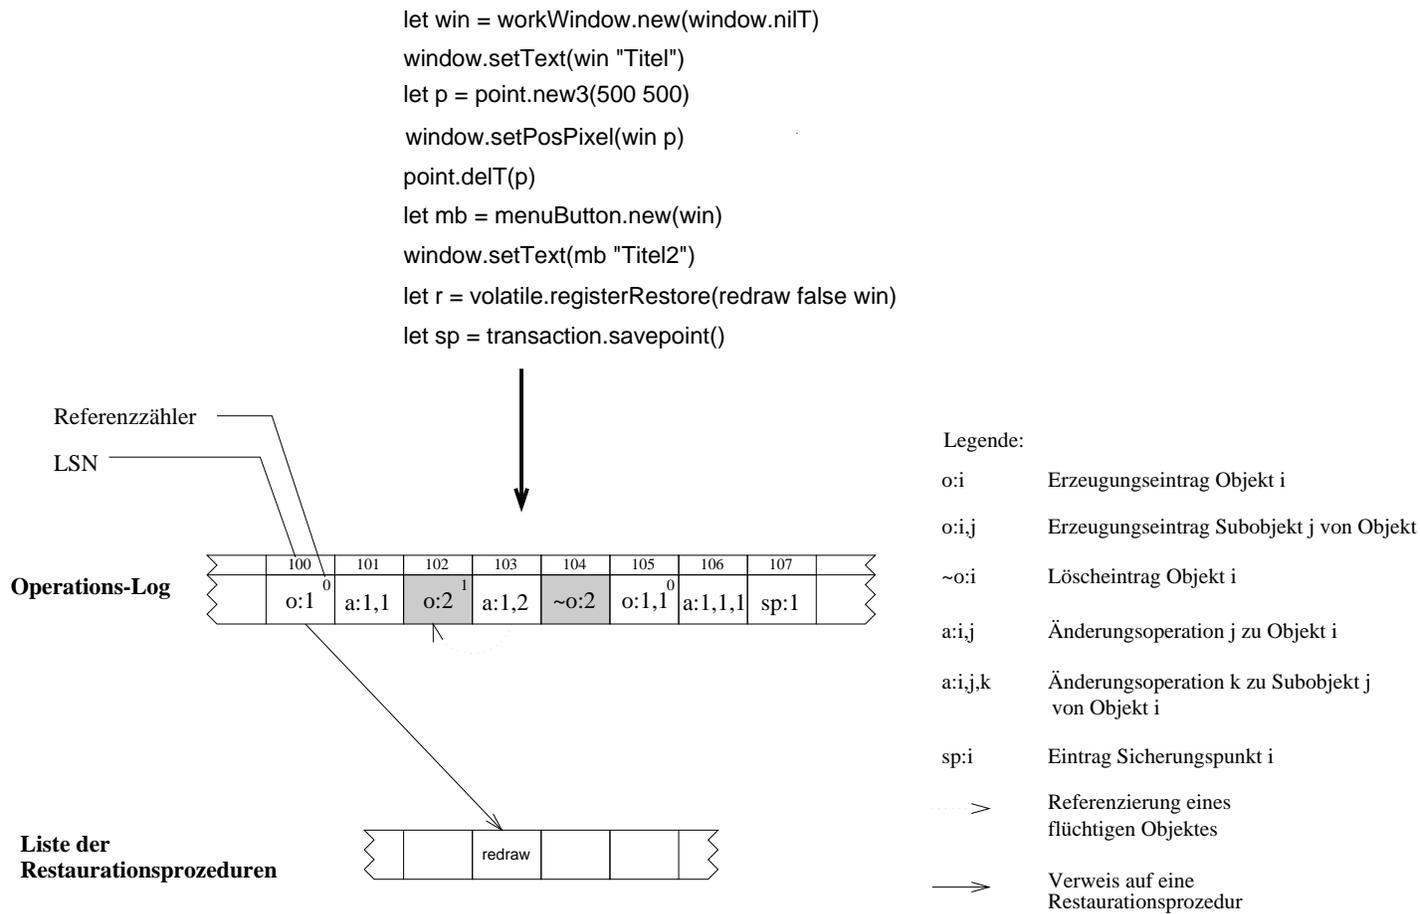 let win = workWindow.new(window.nilT)
window.setText(win "Titel")
let p = point.new3(500 500)
window.setPosPixel(win p)
point.delT(p)
let mb = menuButton.new(win)
window.setText(mb "Titel2")
let r = volatile.registerRestore(redraw false win)
let sp = transaction.savepoint()
Referenzzähler
LSN
Operations-Log
100 101 102 103 104 105 106 107
0 1 0
o:1 a:1,1 o:2 a:1,2 ~o:2 o:1,1 a:1,1,1 sp:1
Liste der
Restaurationsprozeduren
redraw
Legende:
o:i Erzeugungseintrag Objekt i
o:i,j Erzeugungseintrag Subobjekt j von Objekt
~o:i Löscheintrag Objekt i
a:i,j Änderungsoperation j zu Objekt i
a:i,j,k Änderungsoperation k zu Subobjekt j
von Objekt i
sp:i Eintrag Sicherungspunkt i
Referenzierung eines
flüchtigen Objektes
Verweis auf eine
Restaurationsprozedur